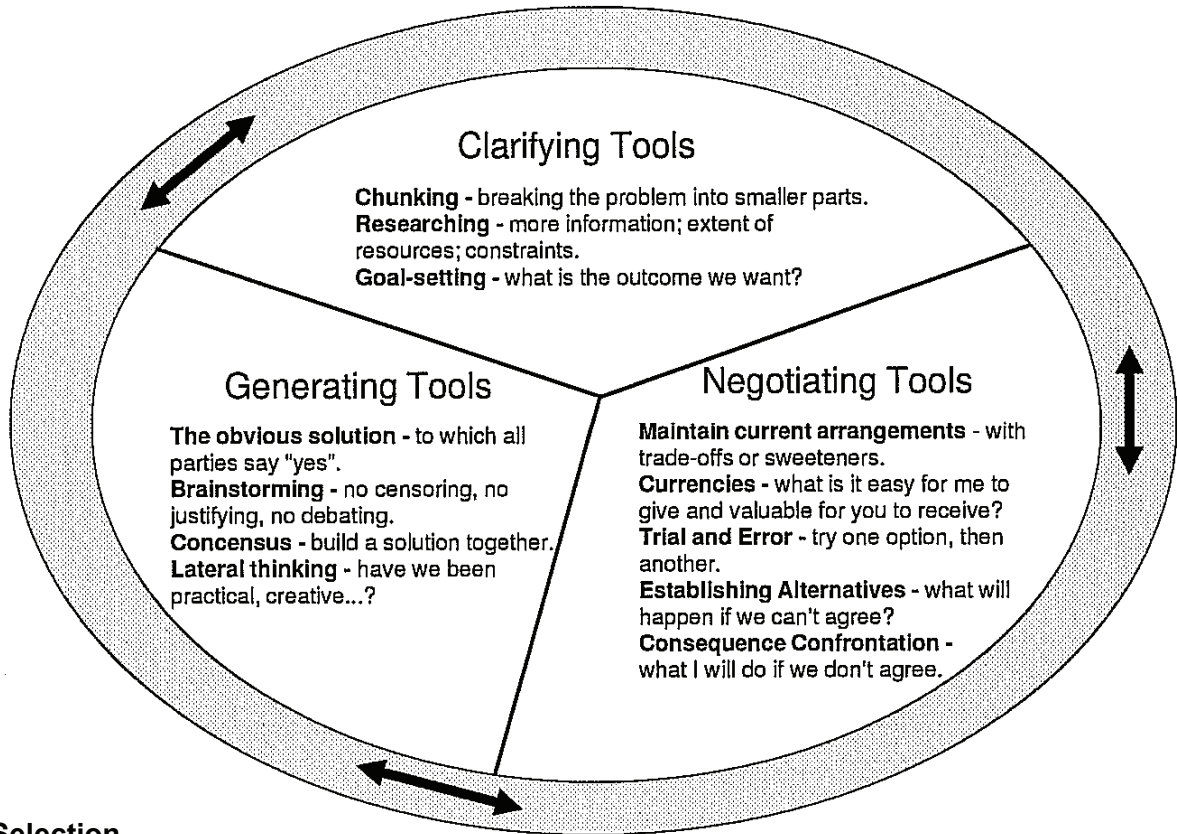 Clarifying Tools
Chunking - breaking the problem into smaller parts.
Researching - more information; extent of
resources; constraints.
Goal-setting - what is the outcome we want?
Generating Tools
The obvious solution - to which all
parties say "yes".
Brainstorming - no censoring, no
justifying, no debating.
Concensus - build a solution together.
Lateral thinking - have we been
practical, creative...?
Negotiating Tools
Maintain current arrangements - with
trade-offs or sweeteners.
Currencies - what is it easy for me to
give and valuable for you to receive?
Trial and Error - try one option, then
another.
Establishing Alternatives - what will
happen if we can't agree?
Consequence Confrontation -
what I will do if we don't agree.
Selection